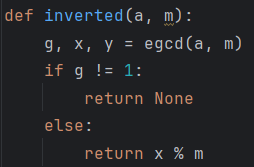 def inverted(a, m):
    g, x, y = egcd(a, m)
    if g != 1:
        return None
    else:
        return x % m